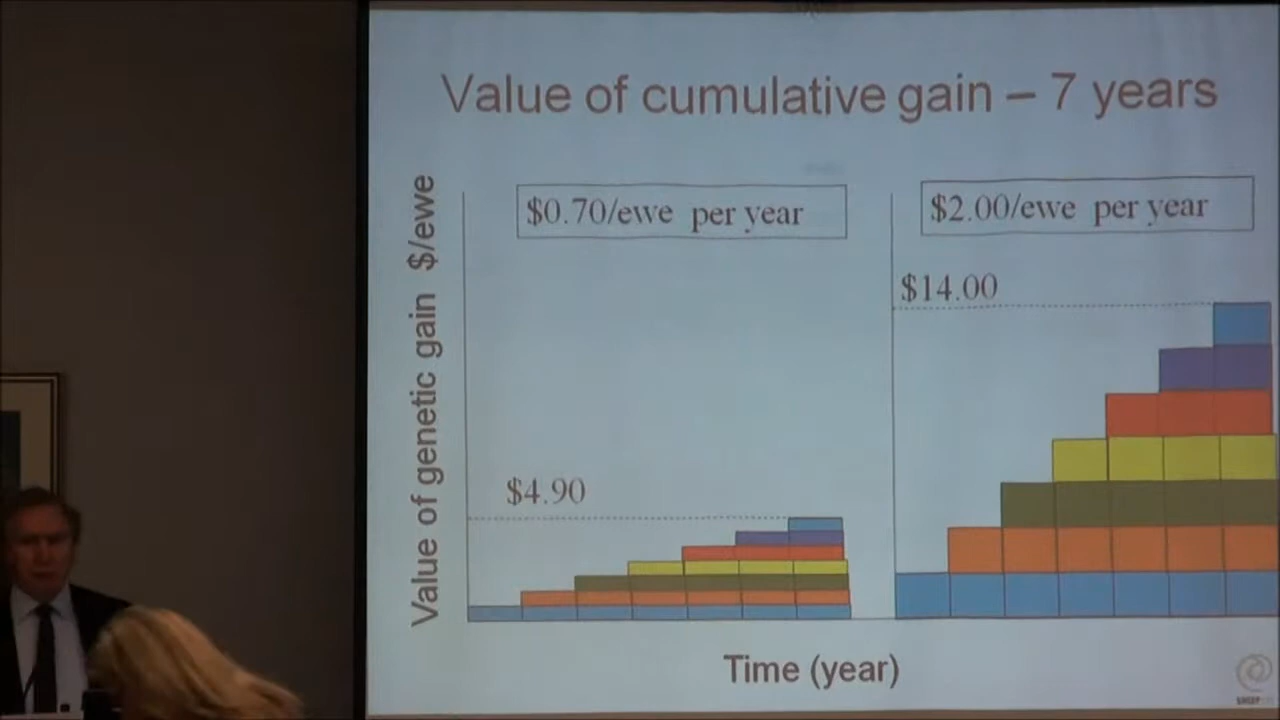 Value of cumulative gain – 7 years
$0.70/ewe per year
$2.00/ewe per year
$14.00
$4.90
Value of genetic gain $/ewe
Time (year)